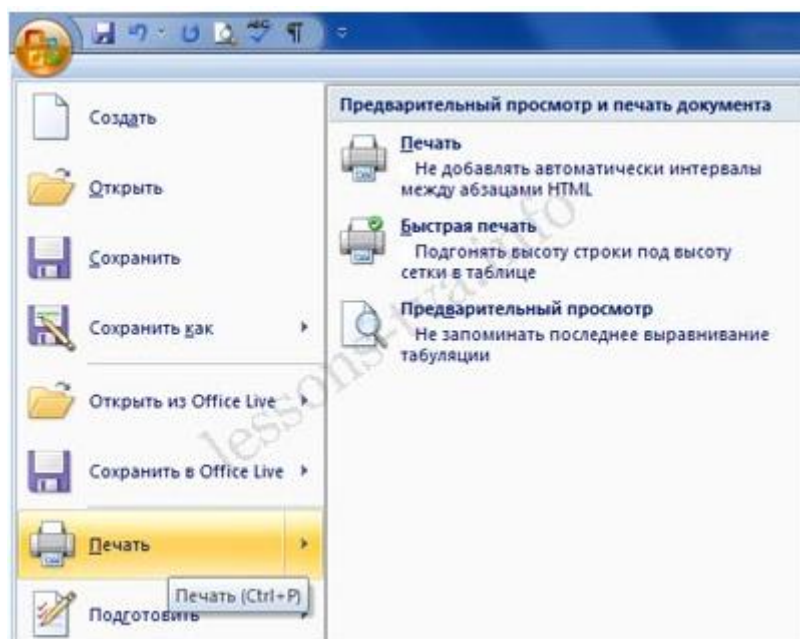 Создать
Открыть
Сохранить
Сохранить как
Открыть из Office Live
Сохранить в Office Live
Печать
Печать (Ctrl+P)
Подготовить
Предварительный просмотр и печать документа
Печать
Не добавлять автоматически интервалы
между абзацами HTML
Быстрая печать
Подгонять высоту строки под высоту
сетки в таблице
Предварительный просмотр
Не запоминать последнее выравнивание
табуляции
ABC